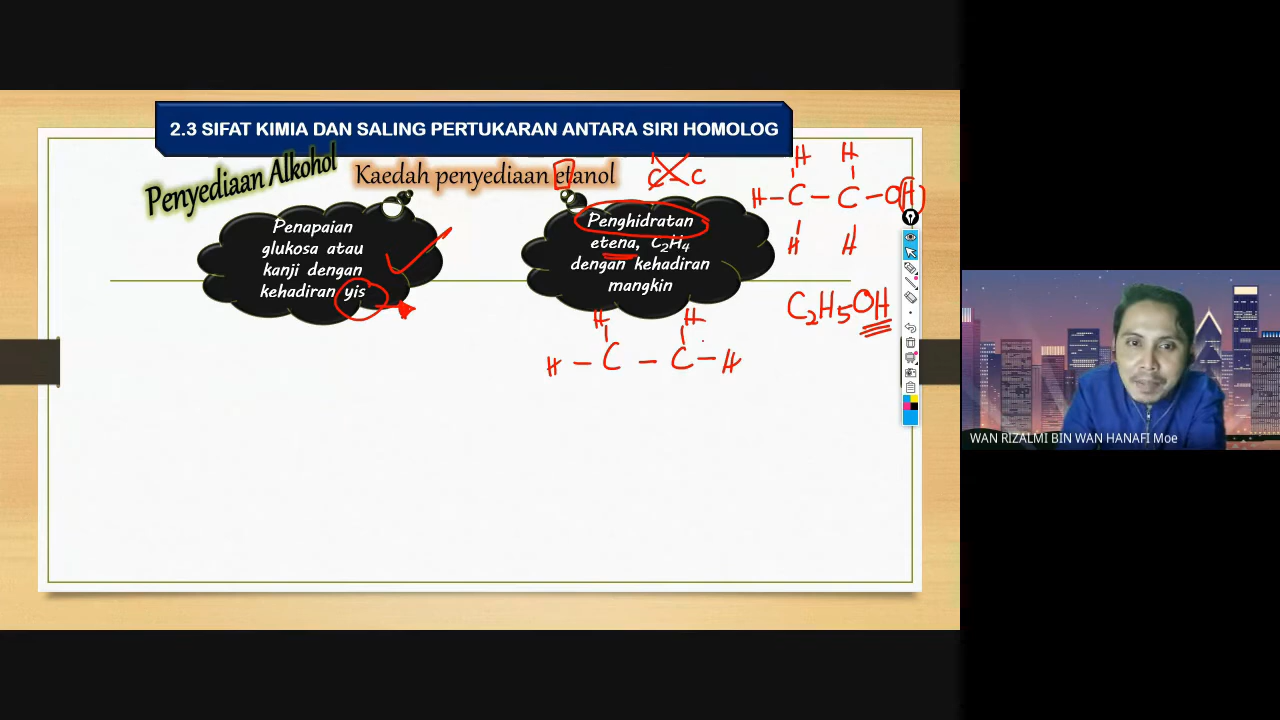 2.3 SIFAT KIMIA DAN SALING PERTUKARAN ANTARA SIRI HOMOLOG
Penyediaan Alkohol
Kaedah penyediaan etanol
Penapaian
glukosa atau
kanji dengan
kehadiran yis
Penghidratan
etena, C₂H₄
dengan kehadiran
mangkin
C - C
H H
H - C - C - OH
H H
C₂H₅OH
H H
H - C - C - H
WAN RIZALMI BIN WAN HANAFI Moe